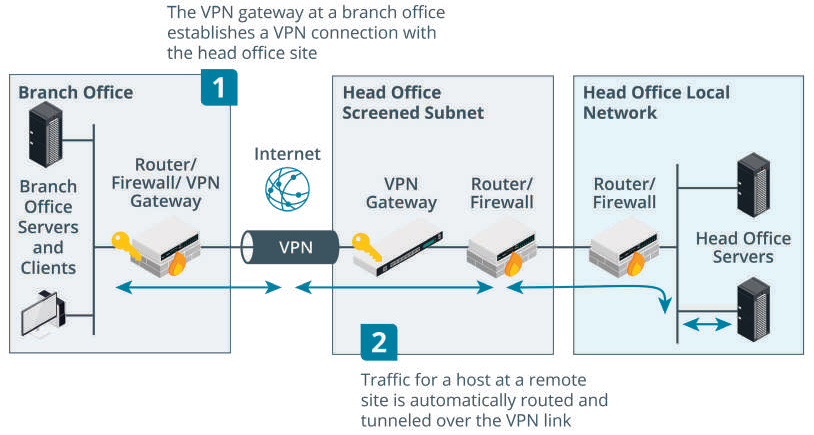 The VPN gateway at a branch office
establishes a VPN connection with
the head office site
1
Branch Office
Head Office
Screened Subnet
Head Office Local
Network
Router/
Firewall/ VPN
Gateway
Internet
VPN
Gateway
Router/
Firewall
Router/
Firewall
Branch
Office
Servers
and
Clients
VPN
Head Office
Servers
2
Traffic for a host at a remote
site is automatically routed and
tunneled over the VPN link